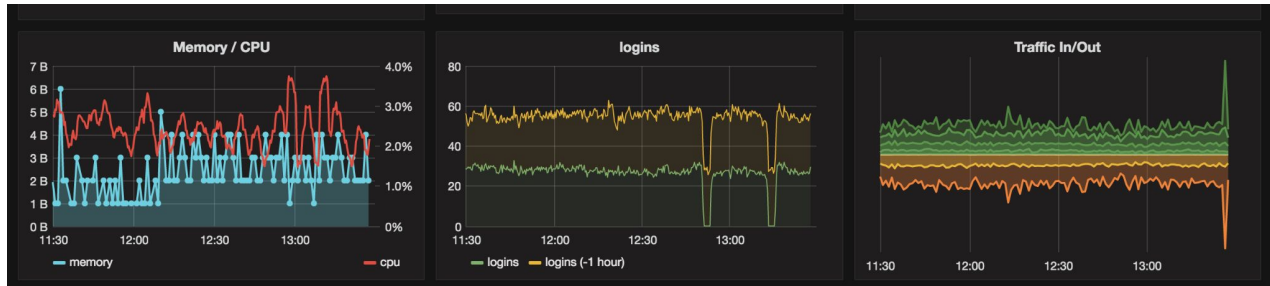 Memory / CPU
7 B
6 B
5 B
4 B
3 B
2 B
1 B
0 B
4.0%
3.0%
2.0%
1.0%
0%
11:30 12:00 12:30 13:00
memory cpu
logins
80
60
40
20
0
11:30 12:00 12:30 13:00
logins logins (-1 hour)
Traffic In/Out
11:30 12:00 12:30 13:00